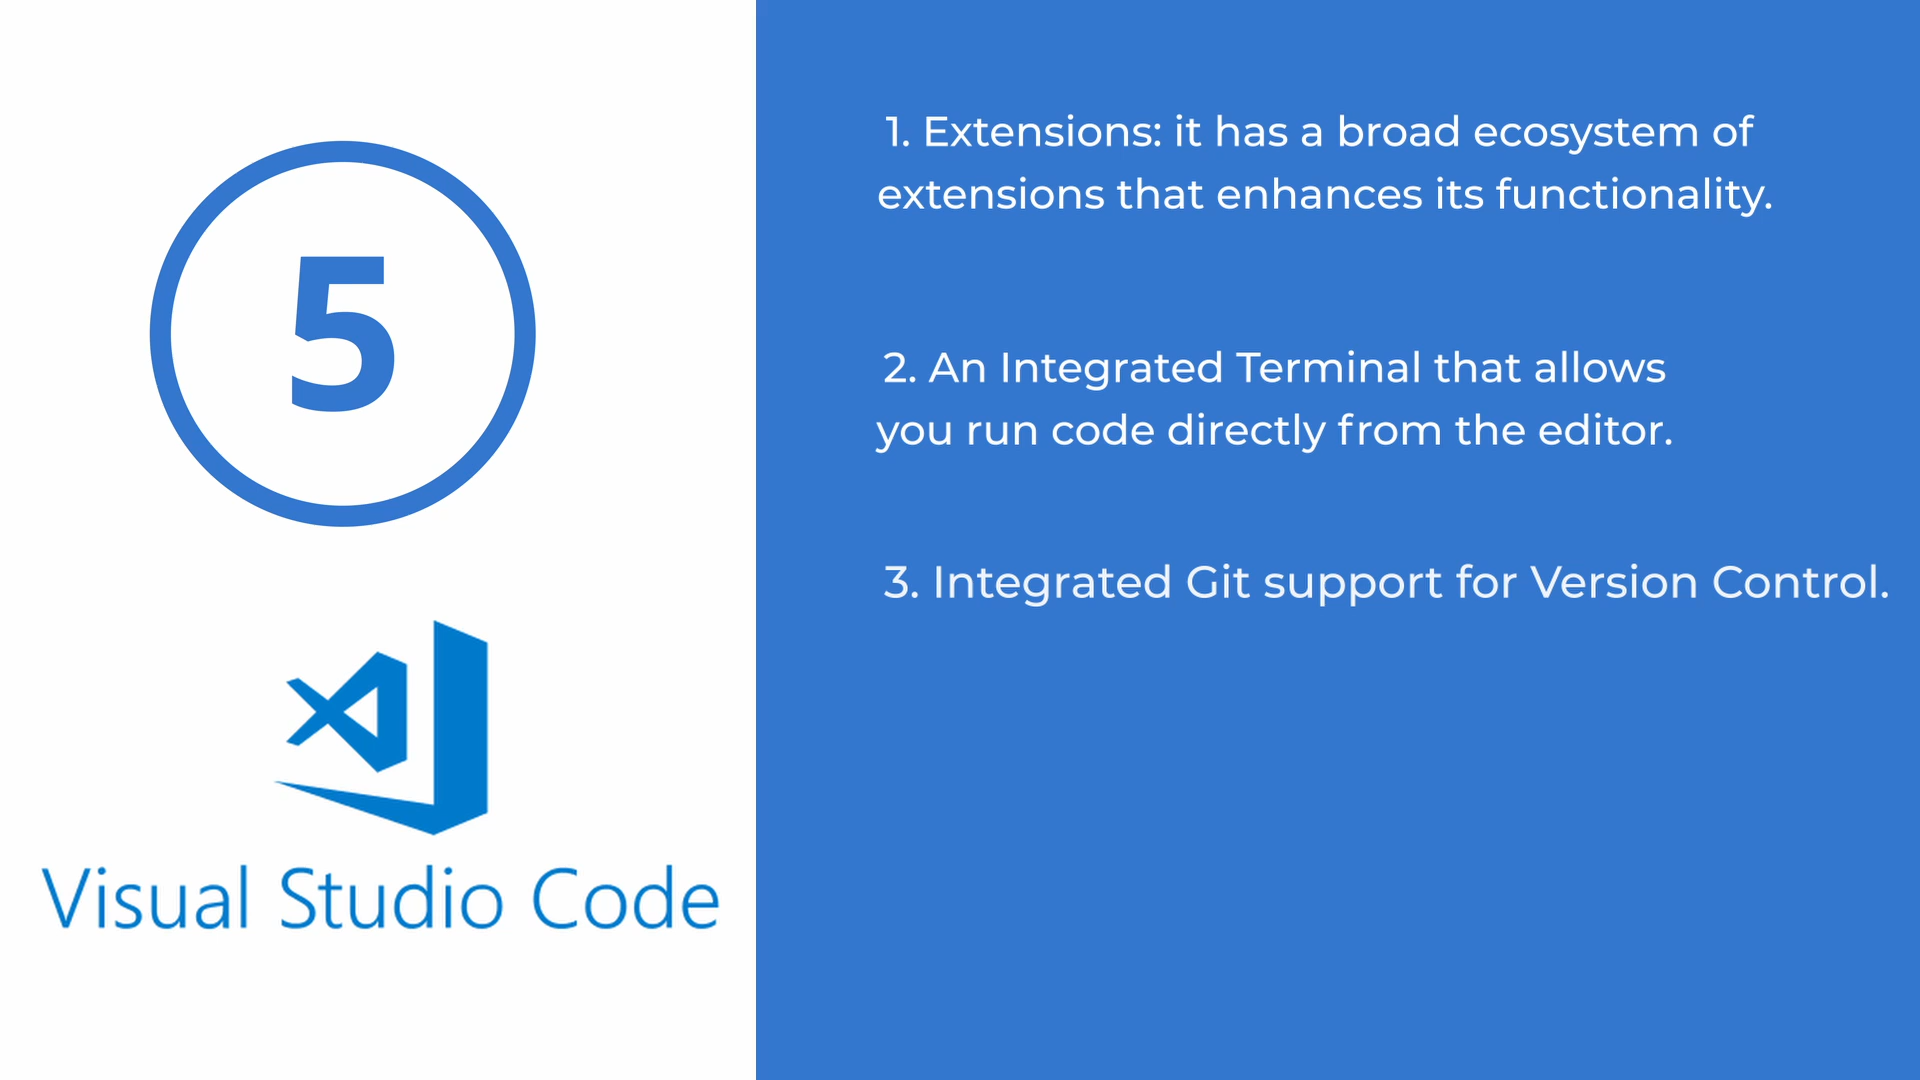 5
Visual Studio Code
1. Extensions: it has a broad ecosystem of
extensions that enhances its functionality.
2. An Integrated Terminal that allows
you run code directly from the editor.
3. Integrated Git support for Version Control.